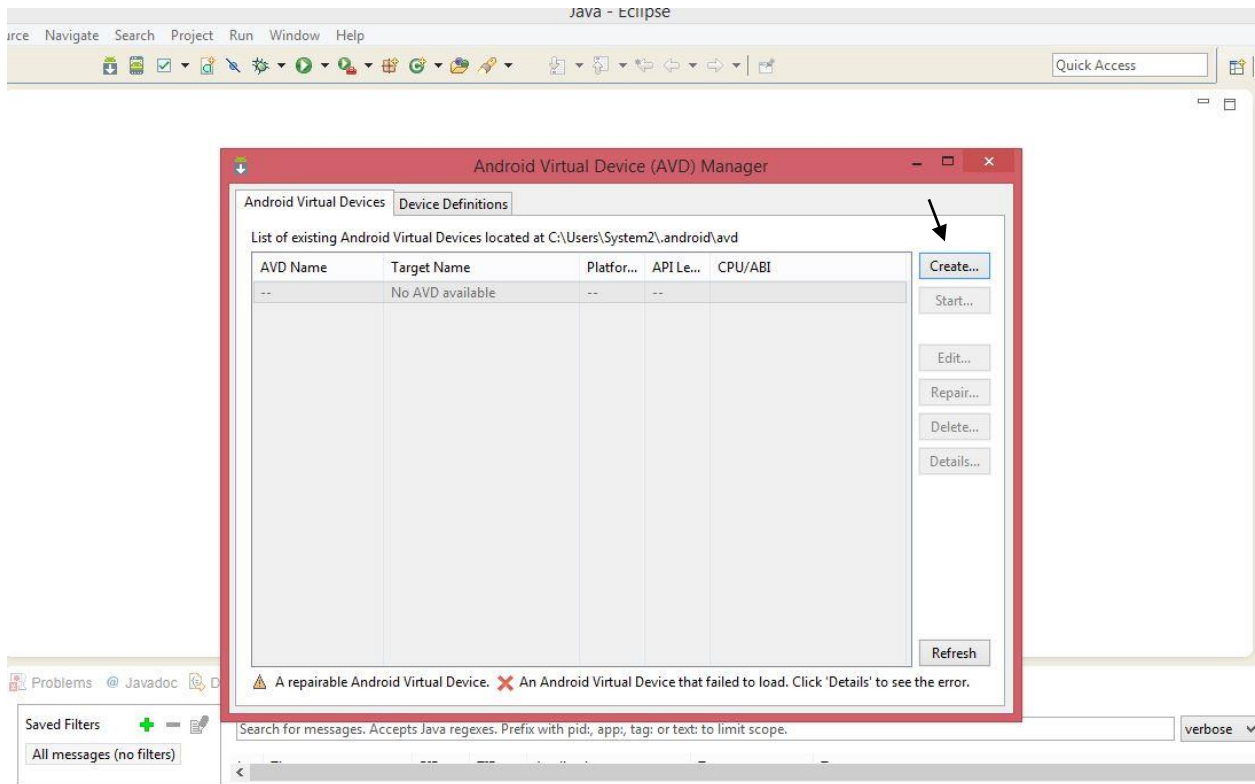 Java - Eclipse
urce Navigate Search Project Run Window Help
Quick Access
Android Virtual Device (AVD) Manager
Android Virtual Devices Device Definitions
List of existing Android Virtual Devices located at C:\Users\System2\.android\avd
AVD Name Target Name Platfor... API Le... CPU/ABI
-- No AVD available -- --
Create...
Start...
Edit...
Repair...
Delete...
Details...
Refresh
A repairable Android Virtual Device. An Android Virtual Device that failed to load. Click 'Details' to see the error.
Problems @ Javadoc D
Saved Filters
Search for messages. Accepts Java regexes. Prefix with pid:, app:, tag: or text: to limit scope.
verbose
All messages (no filters)